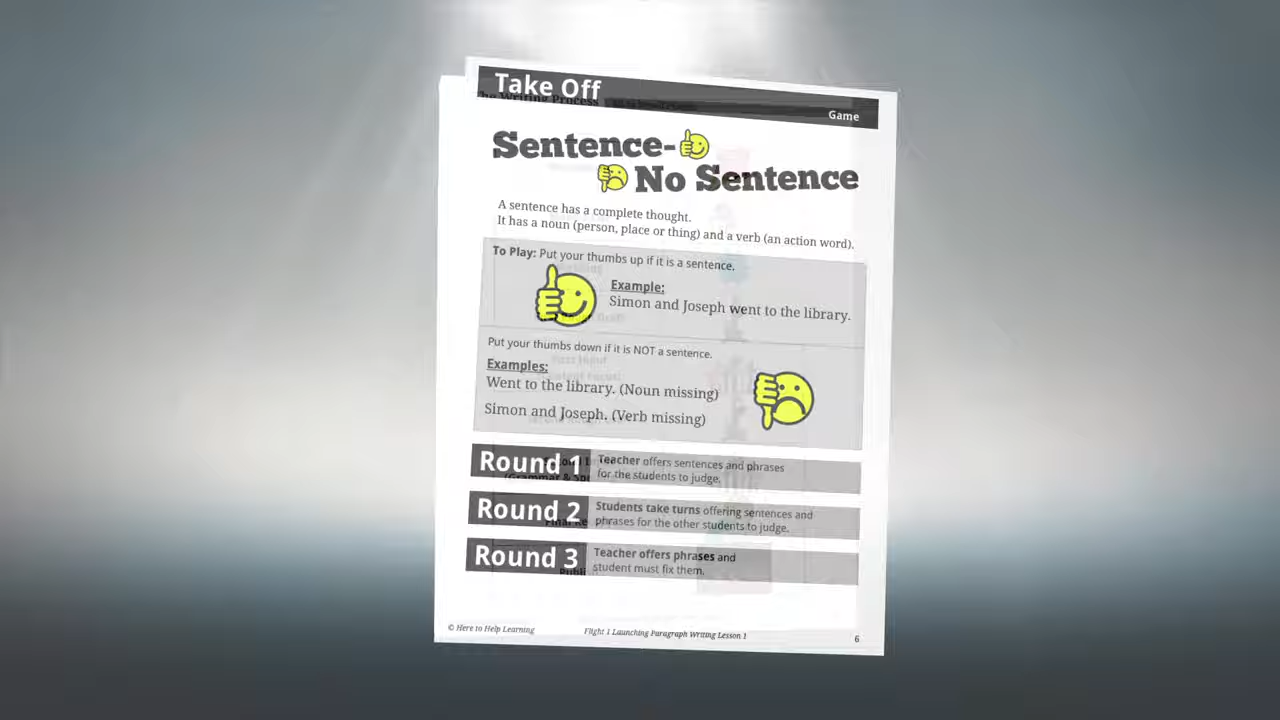 Take Off
The Writing Process
Game
Sentence-
No Sentence
A sentence has a complete thought.
It has a noun (person, place or thing) and a verb (an action word).
To Play: Put your thumbs up if it is a sentence.
Example:
Simon and Joseph went to the library.
Put your thumbs down if it is NOT a sentence.
Examples:
Went to the library. (Noun missing)
Simon and Joseph. (Verb missing)
Round 1
Teacher offers sentences and phrases
for the students to judge.
Round 2
Students take turns offering sentences and
phrases for the other students to judge.
Round 3
Teacher offers phrases and
student must fix them.
© Here to Help Learning
Flight 1 Launching Paragraph Writing Lesson 1
6